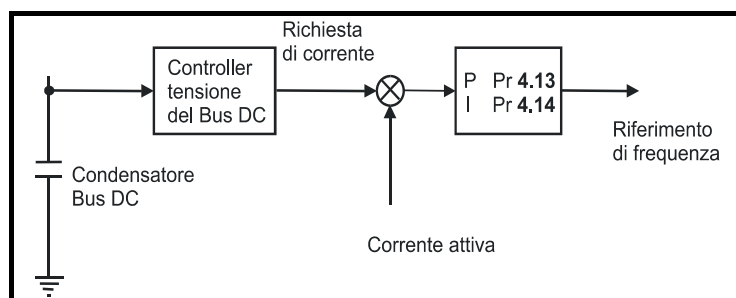 Richiesta
di corrente
Controller
tensione
del Bus DC
P Pr 4.13
I Pr 4.14
Riferimento
di frequenza
Condensatore
Bus DC
Corrente attiva